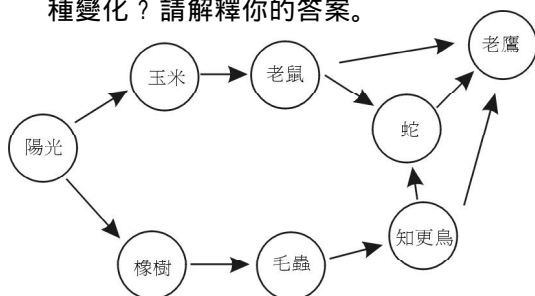 種變化？請解釋你的答案。
老鷹
玉米
老鼠
蛇
陽光
知更鳥
橡樹
毛蟲